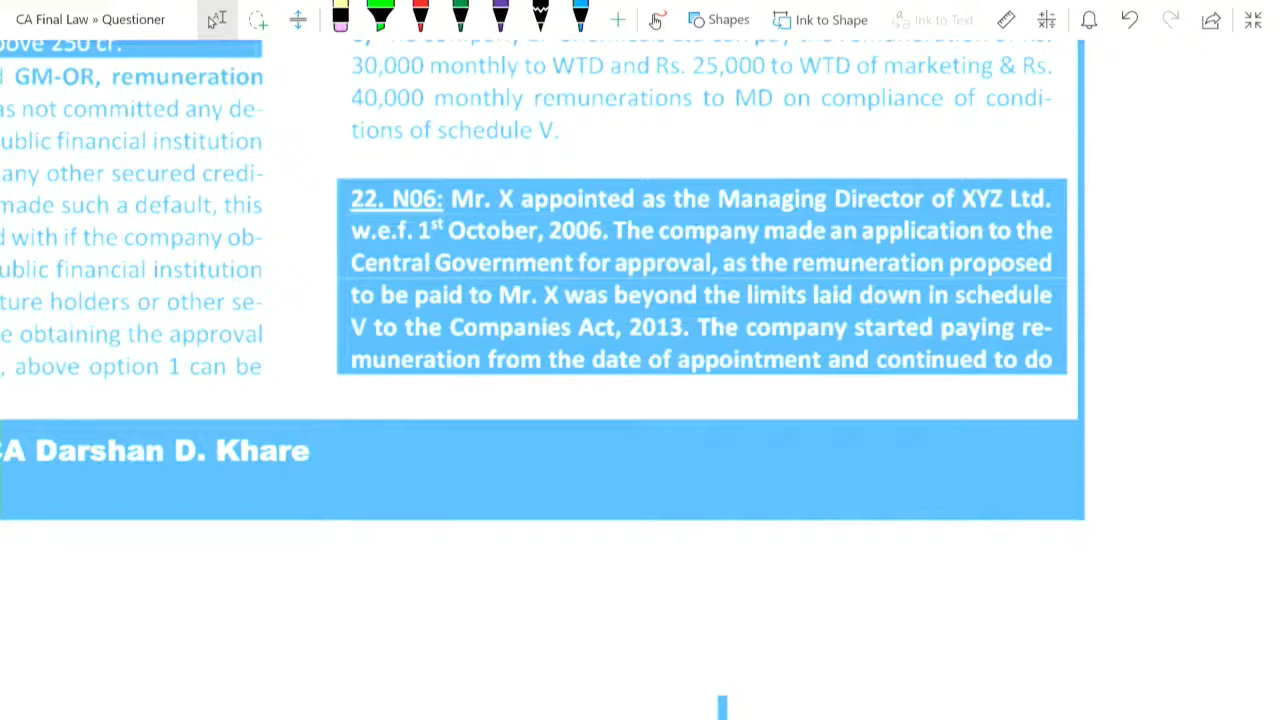 CA Final Law » Questioner
Shapes
Ink to Shape
Ink to Text
bove 250 cr.
GM-OR, remuneration
as not committed any de-
ublic financial institution
any other secured credi-
made such a default, this
d with if the company ob-
ublic financial institution
ture holders or other se-
e obtaining the approval
, above option 1 can be
30,000 monthly to WTD and Rs. 25,000 to WTD of marketing & Rs.
40,000 monthly remunerations to MD on compliance of condi-
tions of schedule V.
22. N06: Mr. X appointed as the Managing Director of XYZ Ltd.
w.e.f. 1st October, 2006. The company made an application to the
Central Government for approval, as the remuneration proposed
to be paid to Mr. X was beyond the limits laid down in schedule
V to the Companies Act, 2013. The company started paying re-
muneration from the date of appointment and continued to do
CA Darshan D. Khare